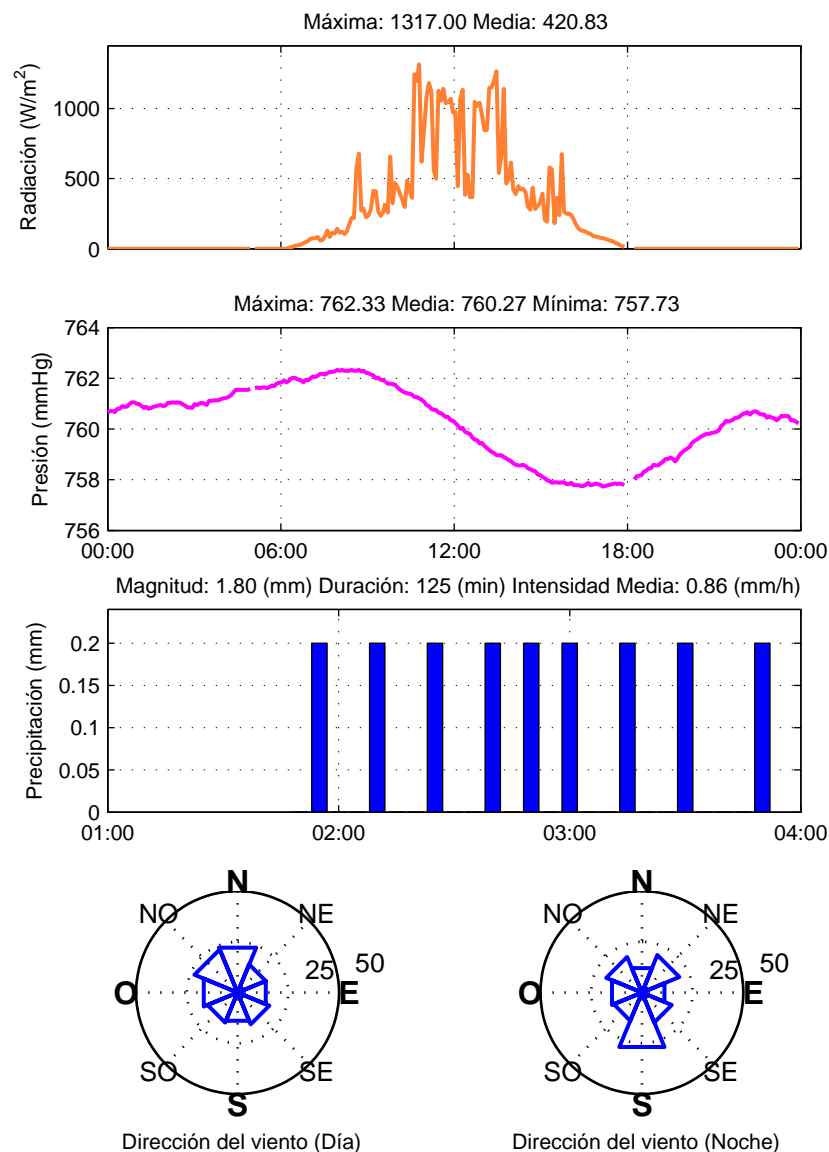 Máxima: 1317.00 Media: 420.83
1000
500
0
Radiación (W/m²)
Máxima: 762.33 Media: 760.27 Mínima: 757.73
764
762
760
758
756
Presión (mmHg)
00:00 06:00 12:00 18:00 00:00
Magnitud: 1.80 (mm) Duración: 125 (min) Intensidad Media: 0.86 (mm/h)
0.2
0.15
0.1
0.05
0
Precipitación (mm)
01:00 02:00 03:00 04:00
N
NO NE
25 50
O E
SO SE
S
Dirección del viento (Día)
N
NO NE
25 50
O E
SO SE
S
Dirección del viento (Noche)